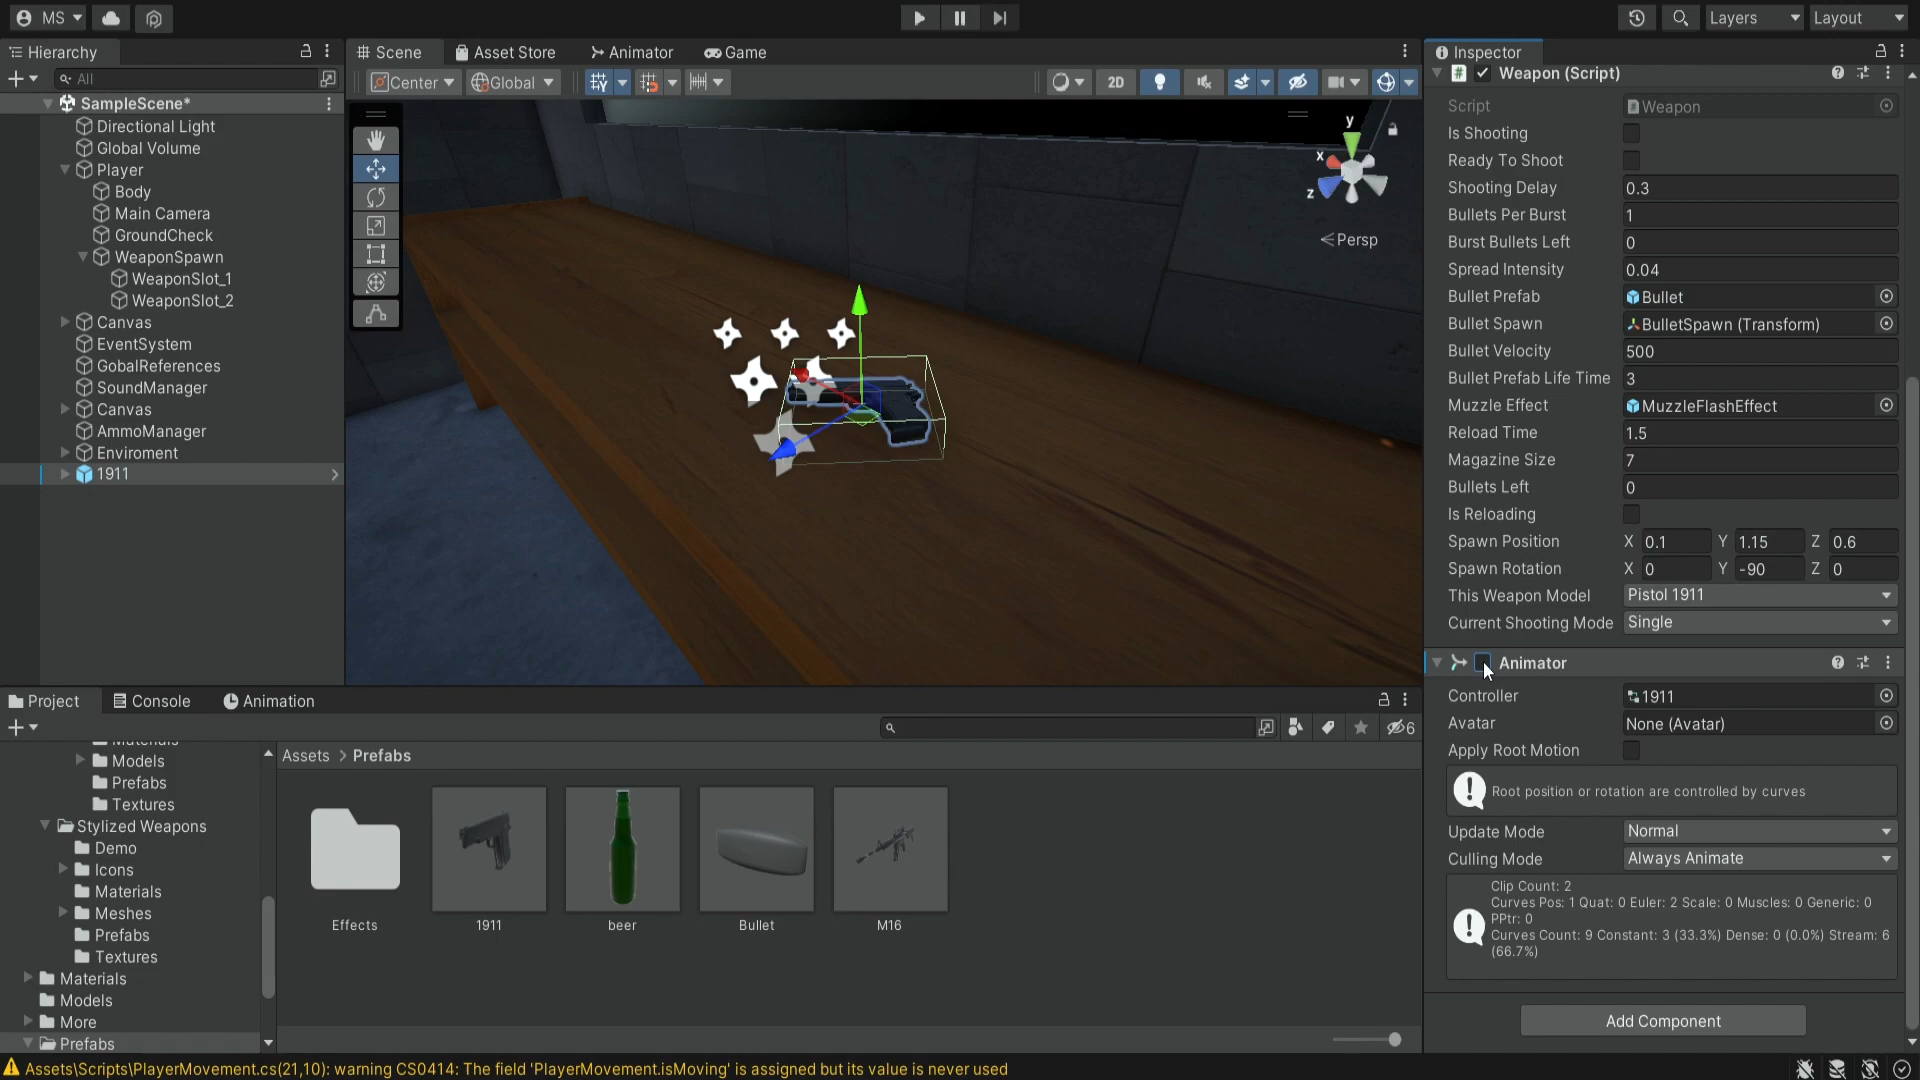 MS
Layers
Layout
Hierarchy
All
SampleScene*
Directional Light
Global Volume
Player
Body
Main Camera
GroundCheck
WeaponSpawn
WeaponSlot_1
WeaponSlot_2
Canvas
EventSystem
GobalReferences
SoundManager
Canvas
AmmoManager
Enviroment
1911
Scene
Asset Store
Animator
Game
Center
Global
2D
y
x
z
Persp
Inspector
Weapon (Script)
Script Weapon
Is Shooting
Ready To Shoot
Shooting Delay 0.3
Bullets Per Burst 1
Burst Bullets Left 0
Spread Intensity 0.04
Bullet Prefab Bullet
Bullet Spawn BulletSpawn (Transform)
Bullet Velocity 500
Bullet Prefab Life Time 3
Muzzle Effect MuzzleFlashEffect
Reload Time 1.5
Magazine Size 7
Bullets Left 0
Is Reloading
Spawn Position X 0.1 Y 1.15 Z 0.6
Spawn Rotation X 0 Y -90 Z 0
This Weapon Model Pistol 1911
Current Shooting Mode Single
Animator
Controller 1911
Avatar None (Avatar)
Apply Root Motion
Root position or rotation are controlled by curves
Update Mode Normal
Culling Mode Always Animate
Clip Count: 2
Curves Pos: 1 Quat: 0 Euler: 2 Scale: 0 Muscles: 0 Generic: 0
PPtr: 0
Curves Count: 9 Constant: 3 (33.3%) Dense: 0 (0.0%) Stream: 6
(66.7%)
Add Component
Project
Console
Animation
6
Materials
Models
Prefabs
Textures
Stylized Weapons
Demo
Icons
Materials
Meshes
Prefabs
Textures
Materials
Models
More
Prefabs
Assets > Prefabs
Effects
1911
beer
Bullet
M16
Assets\Scripts\PlayerMovement.cs(21,10): warning CS0414: The field 'PlayerMovement.isMoving' is assigned but its value is never used